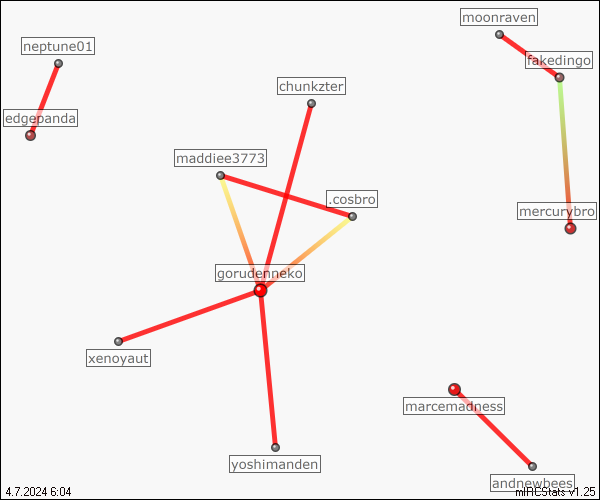 moonraven
neptune01
fakedingo
chunkzter
edgepanda
maddiee3773
.cosbro
mercurybro
gorudenneko
xenoyaut
marcemadness
yoshimanden
andnewbees
4.7.2024 6:04
mIRCStats v1.25